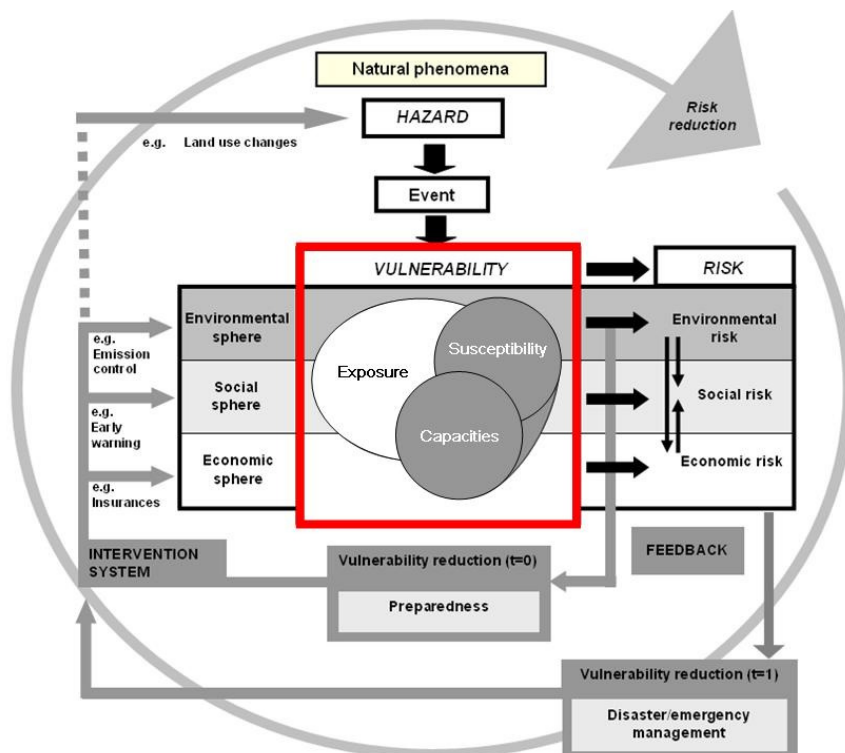 Natural phenomena
Risk
reduction
HAZARD
e.g. Land use changes
Event
VULNERABILITY
RISK
Environmental
sphere
e.g.
Emission
control
Exposure
Susceptibility
Environmental
risk
Social
sphere
e.g.
Early
warning
Capacities
Social risk
Economic
sphere
e.g.
Insurances
Economic risk
INTERVENTION
SYSTEM
Vulnerability reduction (t=0)
Preparedness
FEEDBACK
Vulnerability reduction (t=1)
Disaster/emergency
management